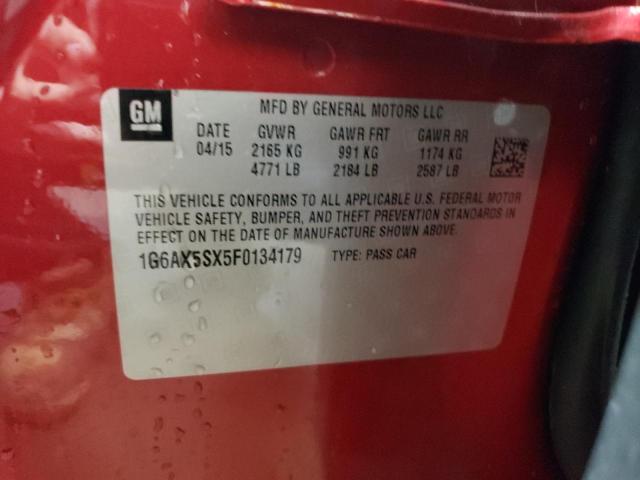 GM
MFD BY GENERAL MOTORS LLC
DATE GVWR GAWR FRT GAWR RR
04/15 2165 KG 991 KG 1174 KG
4771 LB 2184 LB 2587 LB
THIS VEHICLE CONFORMS TO ALL APPLICABLE U.S. FEDERAL MOTOR
VEHICLE SAFETY, BUMPER, AND THEFT PREVENTION STANDARDS IN
EFFECT ON THE DATE OF MANUFACTURE SHOWN ABOVE.
1G6AX5SX5F0134179 TYPE: PASS CAR